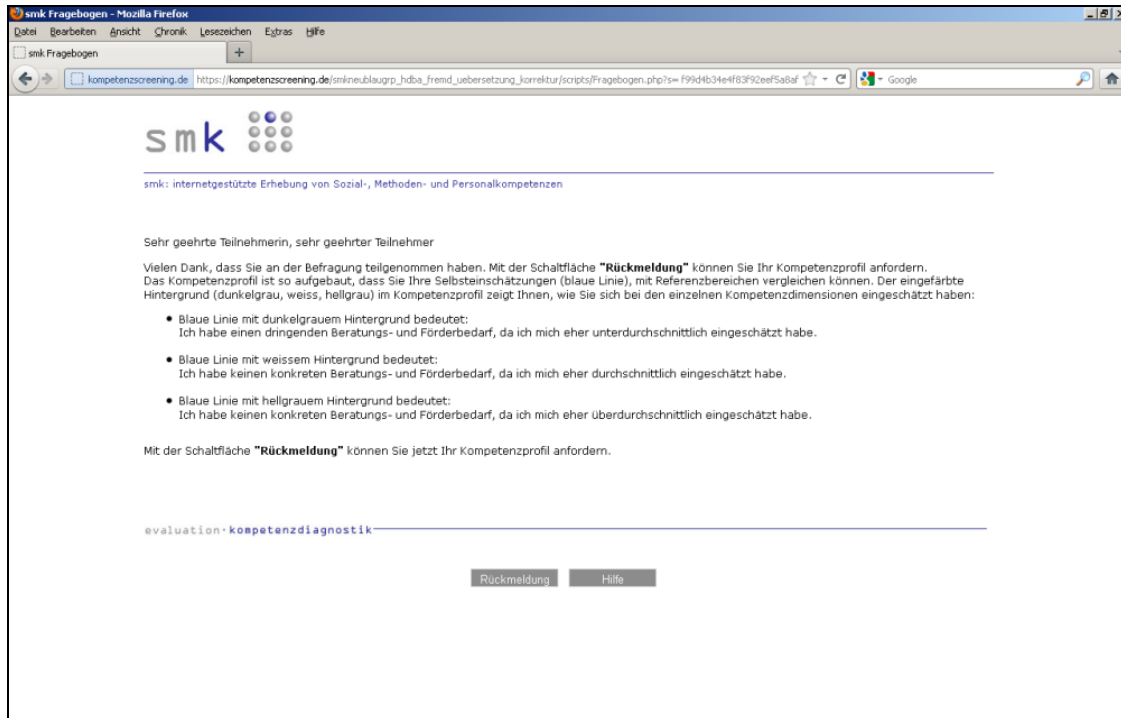 smk Fragebogen - Mozilla Firefox
Datei Bearbeiten Ansicht Chronik Lesezeichen Extras Hilfe
smk Fragebogen +
kompetenzscreening.de https://kompetenzscreening.de/smkneublaugrp_hdba_fremd_uebersetzung_korrektur/scripts/Fragebogen.php?s= Google
smk
smk: internetgestützte Erhebung von Sozial-, Methoden- und Personalkompetenzen
Sehr geehrte Teilnehmerin, sehr geehrter Teilnehmer
Vielen Dank, dass Sie an der Befragung teilgenommen haben. Mit der Schaltfläche "Rückmeldung" können Sie Ihr Kompetenzprofil anfordern.
Das Kompetenzprofil ist so aufgebaut, dass Sie Ihre Selbsteinschätzungen (blaue Linie), mit Referenzbereichen vergleichen können. Der eingefärbte
Hintergrund (dunkelgrau, weiss, hellgrau) im Kompetenzprofil zeigt Ihnen, wie Sie sich bei den einzelnen Kompetenzdimensionen eingeschätzt haben:
• Blaue Linie mit dunkelgrauem Hintergrund bedeutet:
Ich habe einen dringenden Beratungs- und Förderbedarf, da ich mich eher unterdurchschnittlich eingeschätzt habe.
• Blaue Linie mit weissem Hintergrund bedeutet:
Ich habe keinen konkreten Beratungs- und Förderbedarf, da ich mich eher durchschnittlich eingeschätzt habe.
• Blaue Linie mit hellgrauem Hintergrund bedeutet:
Ich habe keinen konkreten Beratungs- und Förderbedarf, da ich mich eher überdurchschnittlich eingeschätzt habe.
Mit der Schaltfläche "Rückmeldung" können Sie jetzt Ihr Kompetenzprofil anfordern.
evaluation·kompetenzdiagnostik
Rückmeldung Hilfe